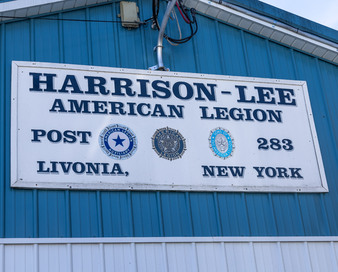 HARRISON-LEE
AMERICAN LEGION
POST 283
LIVONIA, NEW YORK